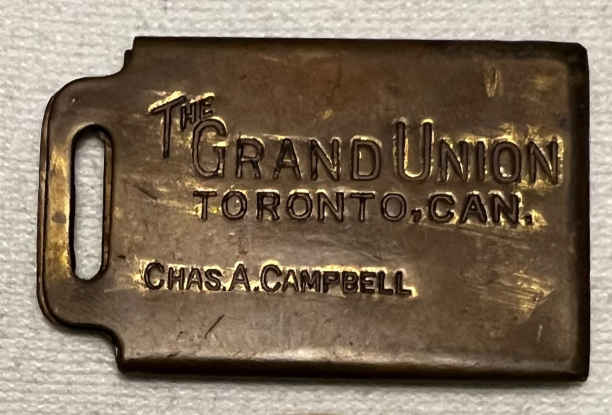 THE GRAND UNION
TORONTO, CAN.
CHAS. A. CAMPBELL